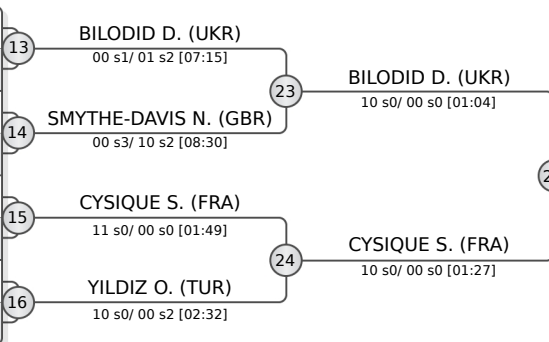 13
BILODID D. (UKR)
00 s1/ 01 s2 [07:15]
14
SMYTHE-DAVIS N. (GBR)
00 s3/ 10 s2 [08:30]
23
BILODID D. (UKR)
10 s0/ 00 s0 [01:04]
15
CYSIQUE S. (FRA)
11 s0/ 00 s0 [01:49]
16
YILDIZ O. (TUR)
10 s0/ 00 s2 [02:32]
24
CYSIQUE S. (FRA)
10 s0/ 00 s0 [01:27]